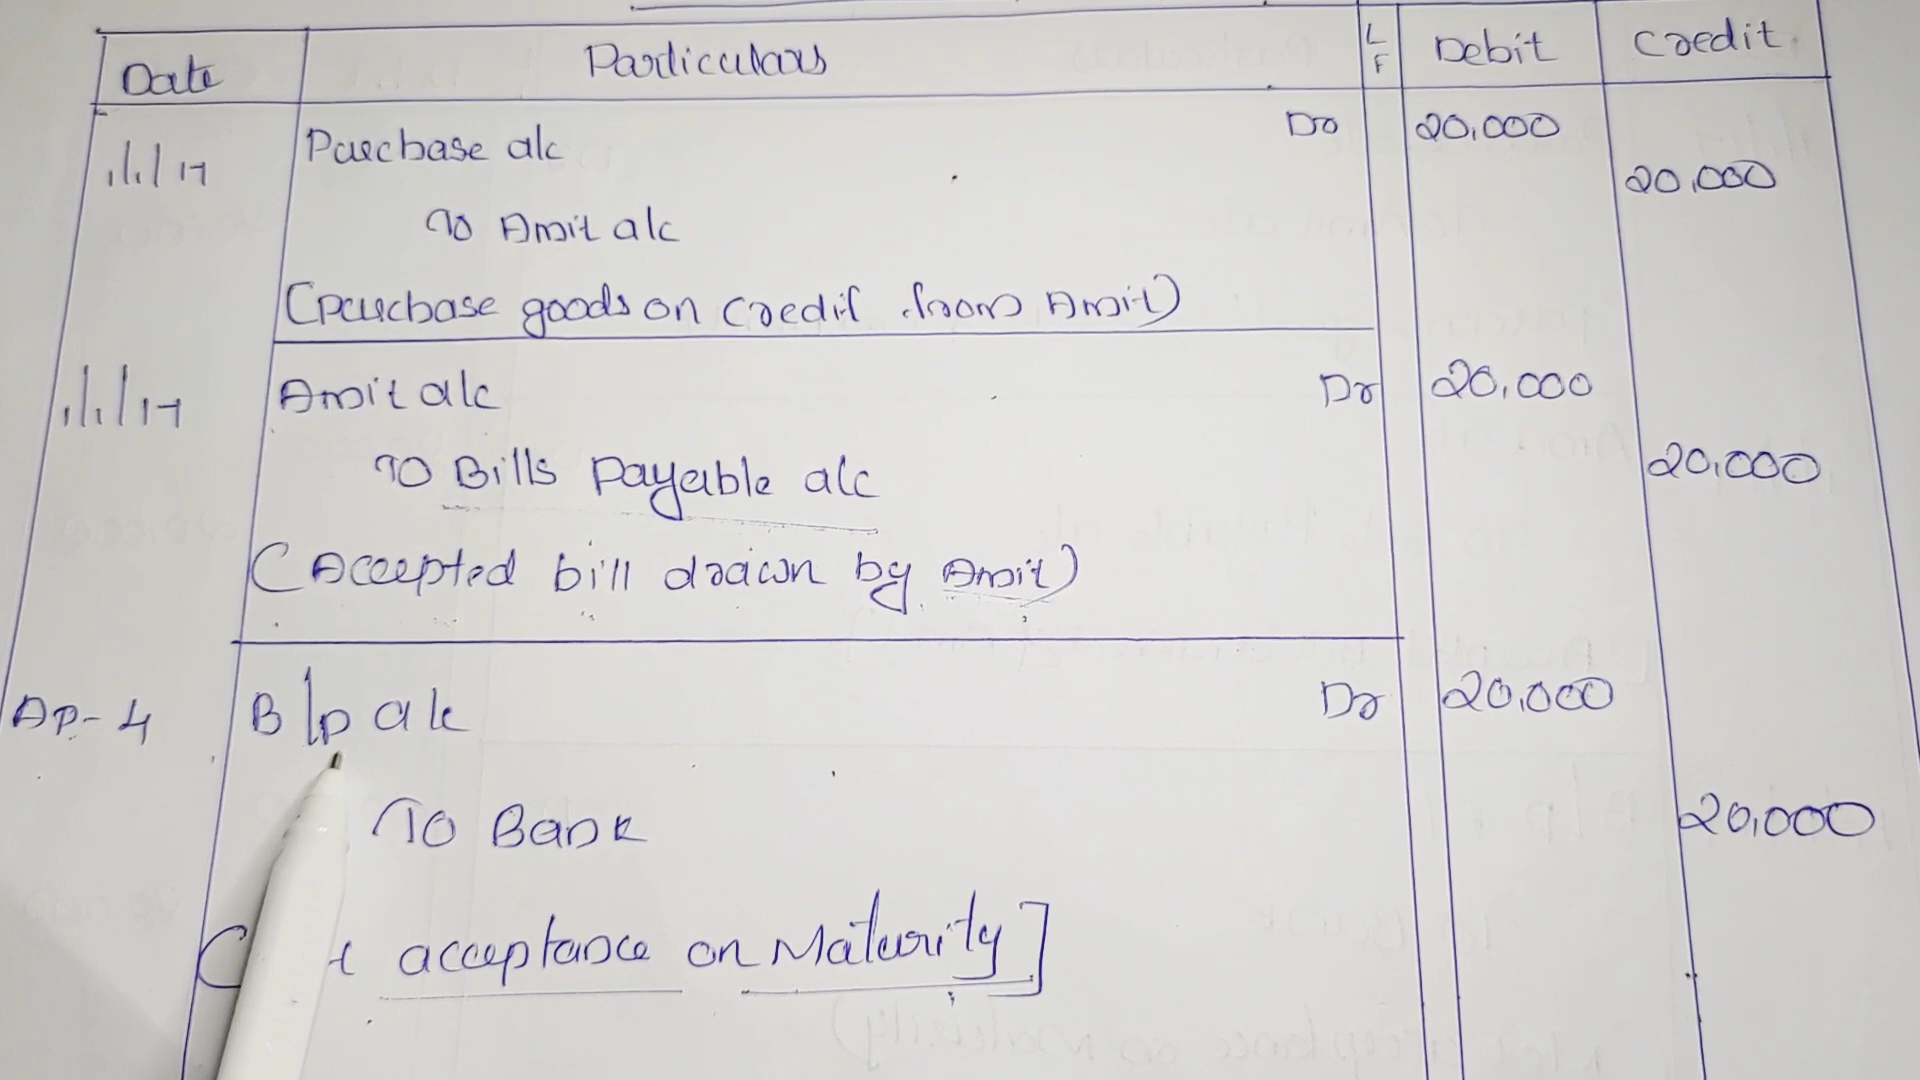 Date Particulars L F Debit Credit
1/1/17 Purchase a/c Dr 20,000
To Amit a/c 20,000
(purchase goods on credit from Amit)
1/1/17 Amit a/c Dr 20,000
To Bills Payable a/c 20,000
(Accepted bill drawn by Amit)
AP-4 B/p a/c Dr 20,000
To Bank 20,000
( acceptance on Maturity]